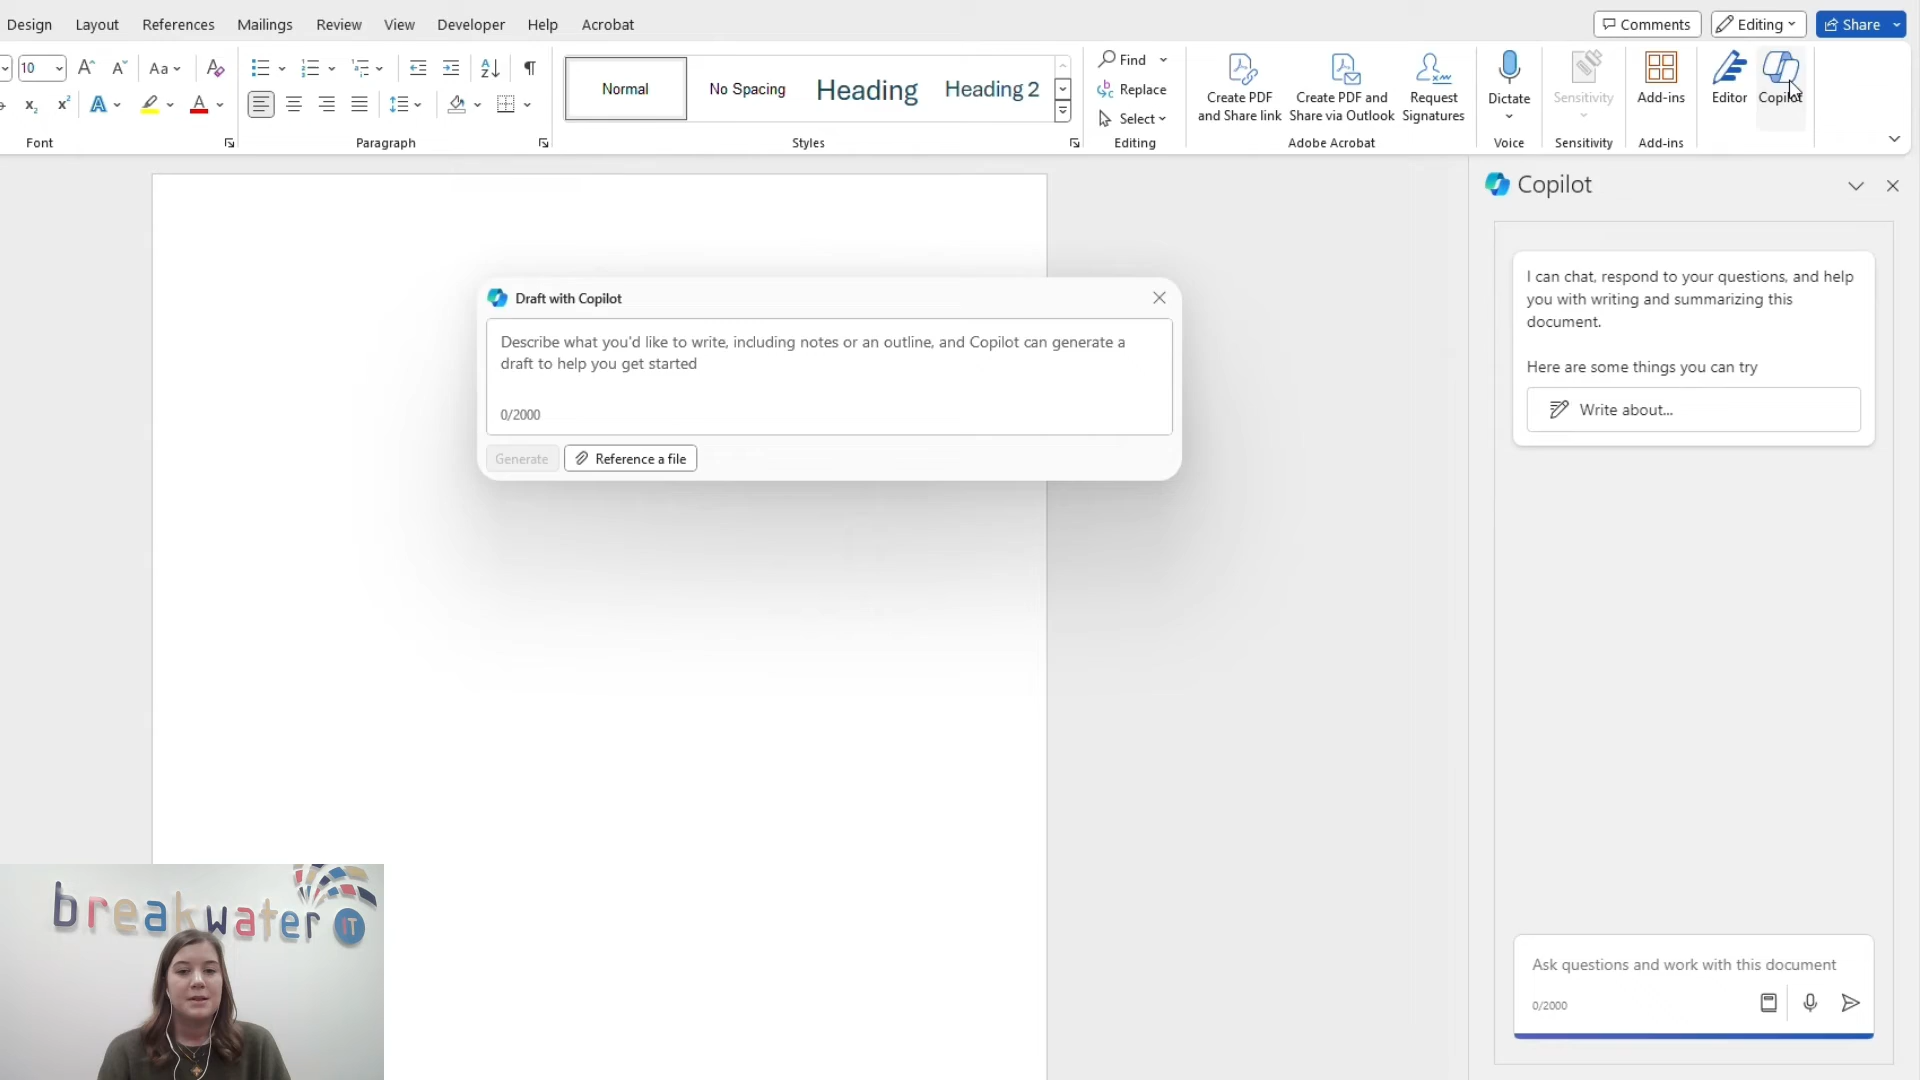 Design Layout References Mailings Review View Developer Help Acrobat Comments Editing Share
10 Aa
Normal No Spacing Heading Heading 2
Find
Replace
Select
Create PDF
and Share link
Create PDF and
Share via Outlook
Request
Signatures
Dictate
Sensitivity
Add-ins
Editor
Copilot
Font Paragraph Styles Editing Adobe Acrobat Voice Sensitivity Add-ins
Copilot
I can chat, respond to your questions, and help
you with writing and summarizing this
document.
Here are some things you can try
Write about...
Draft with Copilot
Describe what you'd like to write, including notes or an outline, and Copilot can generate a
draft to help you get started
0/2000
Generate Reference a file
breakwater IT
Ask questions and work with this document
0/2000